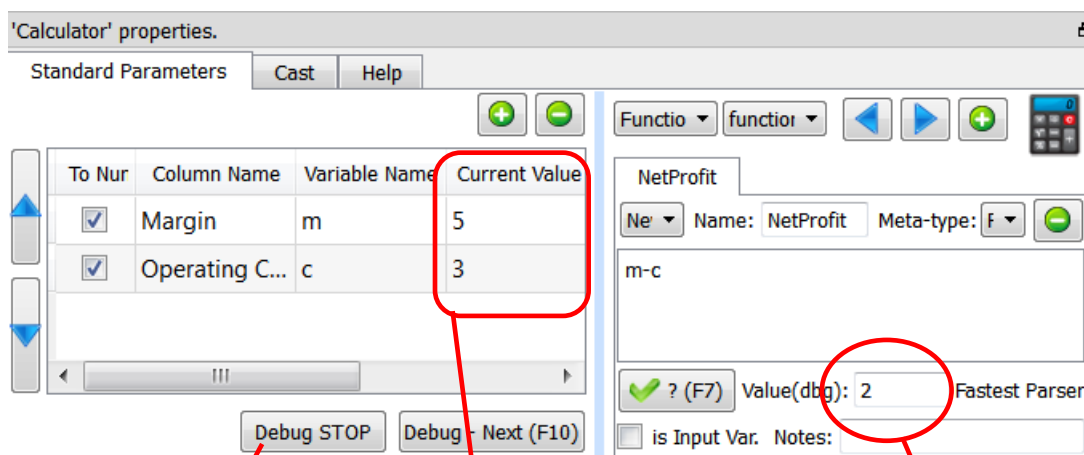 'Calculator' properties.
Standard Parameters Cast Help
To Nur Column Name Variable Name Current Value
Margin m 5
Operating C... c 3
Debug STOP Debug - Next (F10)
Functio function
NetProfit
Ne Name: NetProfit Meta-type: F
m-c
? (F7) Value(dbg): 2 Fastest Parser
is Input Var. Notes: